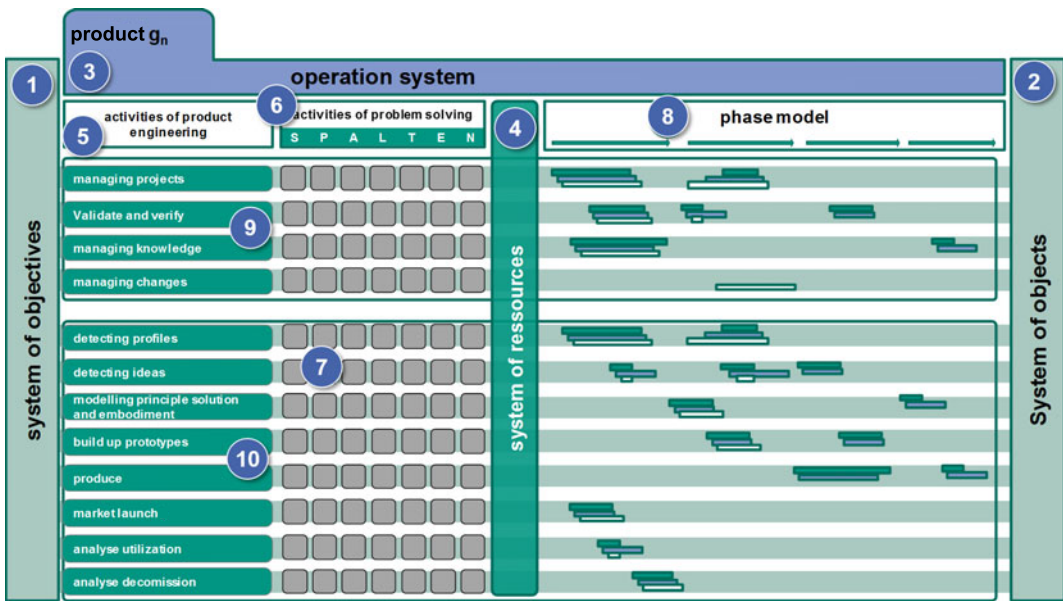 product gn
operation system
1
3
2
activities of product
engineering
5
6
activities of problem solving
S P A L T E N
4
8
phase model
system of objectives
system of ressources
System of objects
managing projects
Validate and verify
9
managing knowledge
managing changes
detecting profiles
detecting ideas
7
modelling principle solution
and embodiment
build up prototypes
10
produce
market launch
analyse utilization
analyse decomission